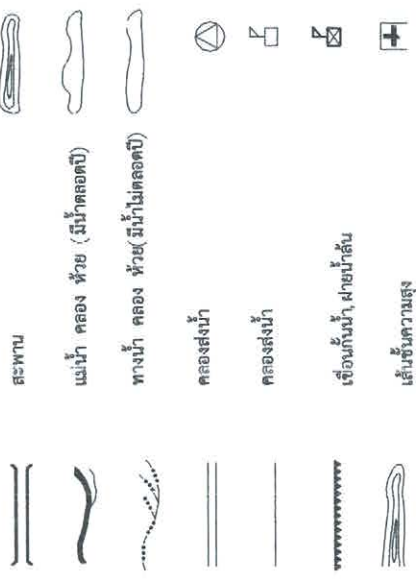 สะพาน
แม่น้ำ คลอง ห้วย (มีน้ำตลอดปี)
ทางน้ำ คลอง ห้วย(มีน้ำไม่ตลอดปี)
คลองส่งน้ำ
คลองส่งน้ำ
เขื่อนกั้นน้ำ, ฝายน้ำล้น
เส้นชั้นความสูง